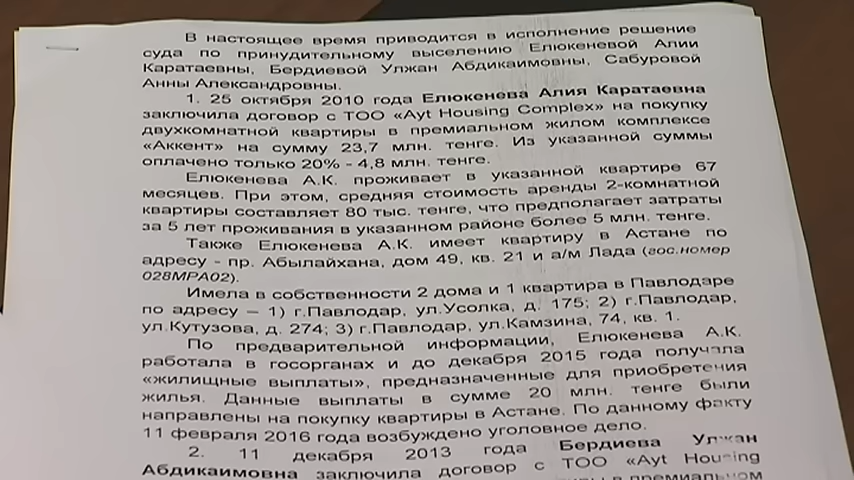 В настоящее время приводится в исполнение решение
суда по принудительному выселению Елюкеневой Алии
Каратаевны, Бердиевой Улжан Абдикаимовны, Сабуровой
Анны Александровны.
1. 25 октября 2010 года Елюкенева Алия Каратаевна
заключила договор с ТОО «Ayt Housing Complex» на покупку
двухкомнатной квартиры в премиальном жилом комплексе
«Аккент» на сумму 23,7 млн. тенге. Из указанной суммы
оплачено только 20% - 4,8 млн. тенге.
Елюкенева А.К. проживает в указанной квартире 67
месяцев. При этом, средняя стоимость аренды 2-комнатной
квартиры составляет 80 тыс. тенге, что предполагает затраты
за 5 лет проживания в указанном районе более 5 млн. тенге.
Также Елюкенева А.К. имеет квартиру в Астане по
адресу - пр. Абылайхана, дом 49, кв. 21 и а/м Лада (гос.номер
028MPA02).
Имела в собственности 2 дома и 1 квартира в Павлодаре
по адресу – 1) г.Павлодар, ул.Усолка, д. 175; 2) г.Павлодар,
ул.Кутузова, д. 274; 3) г.Павлодар, ул.Камзина, 74, кв. 1.
По предварительной информации, Елюкенева А.К.
работала в госорганах и до декабря 2015 года получала
«жилищные выплаты», предназначенные для приобретения
жилья. Данные выплаты в сумме 20 млн. тенге были
направлены на покупку квартиры в Астане. По данному факту
11 февраля 2016 года возбуждено уголовное дело.
2. 11 декабря 2013 года Бердиева Улжан
Абдикаимовна заключила договор с ТОО «Ayt Housing
в премиальном